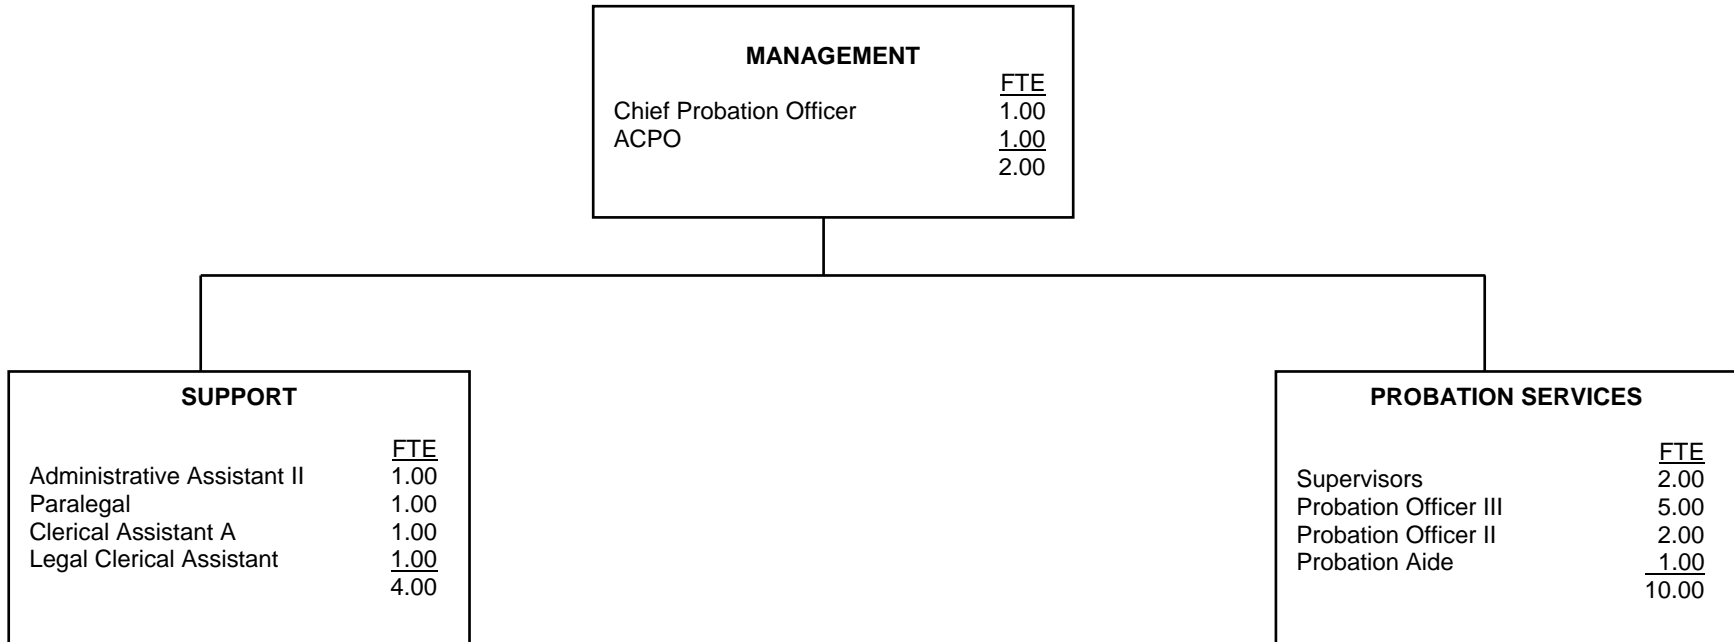 MANAGEMENT
FTE
Chief Probation Officer 1.00
ACPO 1.00
2.00
SUPPORT
FTE
Administrative Assistant II 1.00
Paralegal 1.00
Clerical Assistant A 1.00
Legal Clerical Assistant 1.00
4.00
PROBATION SERVICES
FTE
Supervisors 2.00
Probation Officer III 5.00
Probation Officer II 2.00
Probation Aide 1.00
10.00